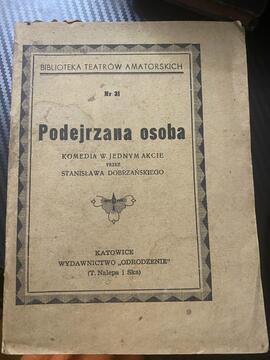 BIBLIOTEKA TEATRÓW AMATORSKICH
Nr 31
Podejrzana osoba
KOMEDIA W JEDNYM AKCIE
PRZEZ
STANISŁAWA DOBRZAŃSKIEGO
KATOWICE
WYDAWNICTWO „ODRODZENIE"
(T. Nalepa i Ska)